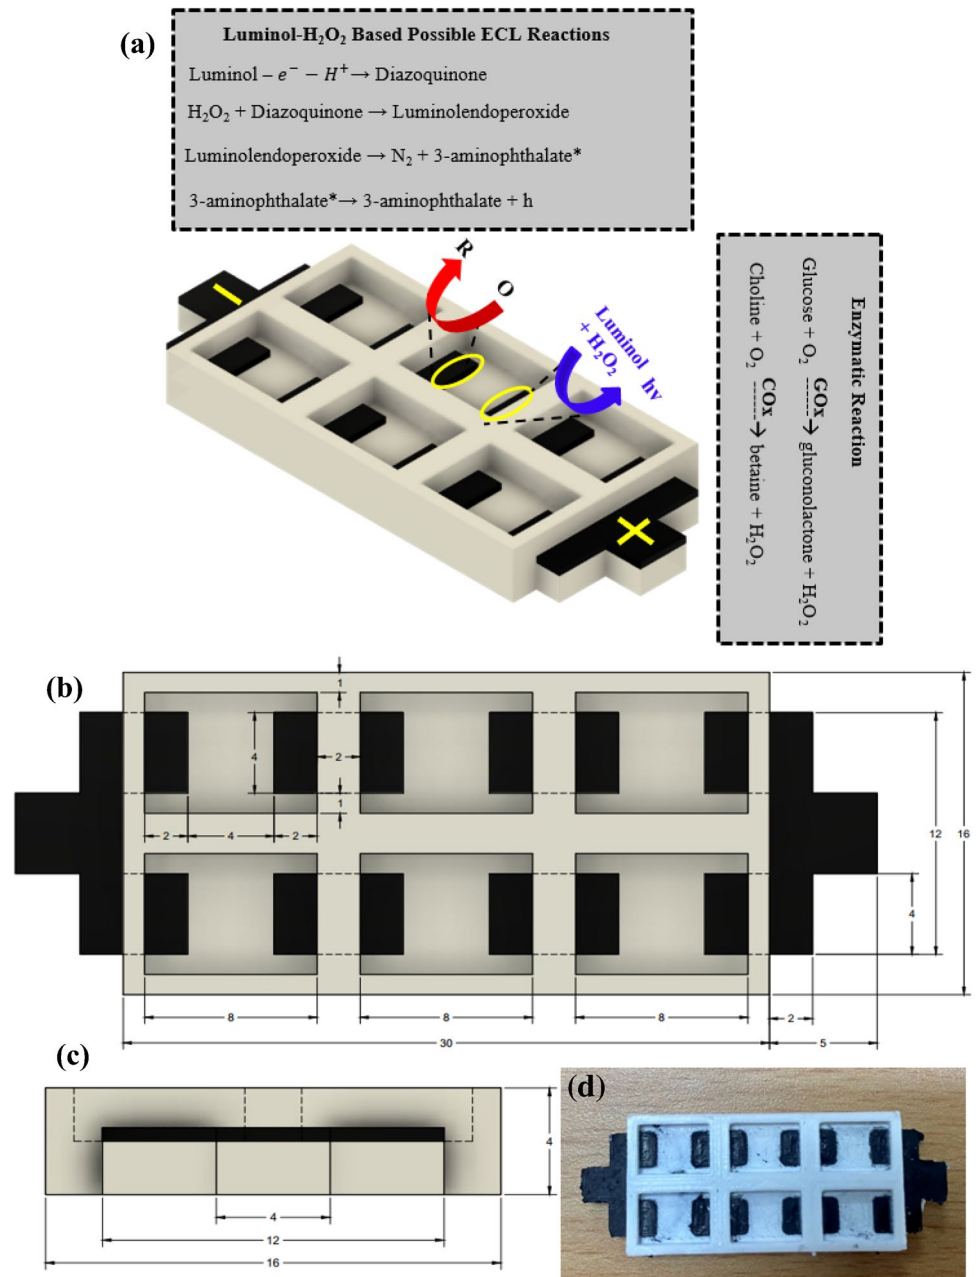 (a)
Luminol-H₂O₂ Based Possible ECL Reactions
Luminol – e⁻ – H⁺→ Diazoquinone
H₂O₂ + Diazoquinone → Luminolendoperoxide
Luminolendoperoxide → N₂ + 3-aminophthalate*
3-aminophthalate*→ 3-aminophthalate + h
R
O
Luminol hv
+ H₂O₂
Enzymatic Reaction
GOx
Glucose + O₂ ------→ gluconolactone + H₂O₂
COx
Choline + O₂ ------→ betaine + H₂O₂
(b)
1
4
2
1
2 4 2
12
16
4
8 8 8
2
30
5
(c)
4
4
12
16
(d)